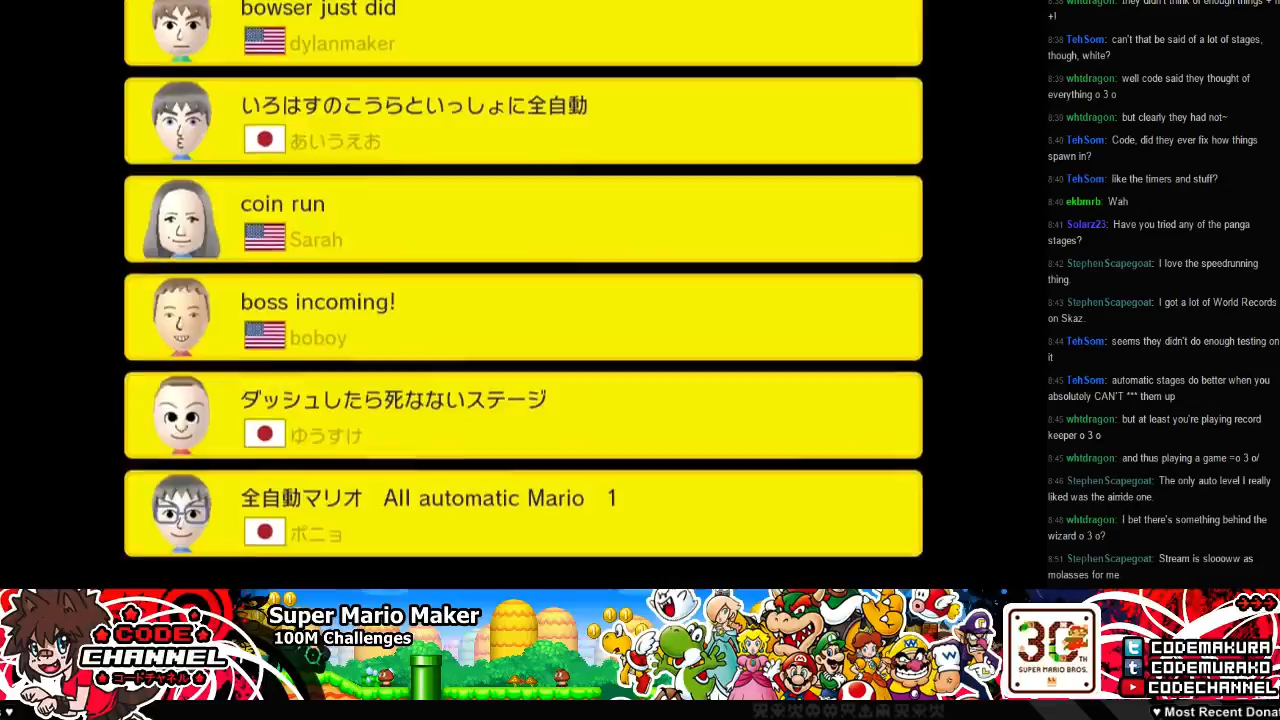 bowser just did
dylanmaker
いろはすのこうらといっしょに全自動
あいうえお
coin run
Sarah
boss incoming!
boboy
ダッシュしたら死なないステージ
ゆうすけ
全自動マリオ　All automatic Mario　1
ポニョ
+!
8:38 TehSom: can't that be said of a lot of stages,
though, white?
8:39 whtdragon: well code said they thought of
everything o 3 o
8:39 whtdragon: but clearly they had not~
8:40 TehSom: Code, did they ever fix how things
spawn in?
8:40 TehSom: like the timers and stuff?
8:40 ekbmrb: Wah
8:41 Solarz23: Have you tried any of the panga
stages?
8:42 StephenScapegoat: I love the speedrunning
thing.
8:43 StephenScapegoat: I got a lot of World Records
on Skaz.
8:44 TehSom: seems they didn't do enough testing on
it
8:45 TehSom: automatic stages do better when you
absolutely CAN'T *** them up
8:45 whtdragon: but at least you're playing record
keeper o 3 o
8:45 whtdragon: and thus playing a game =o 3 o/
8:46 StephenScapegoat: The only auto level I really
liked was the airride one.
8:48 whtdragon: I bet there's something behind the
wizard o 3 o?
8:51 StephenScapegoat: Stream is sloooww as
molasses for me
CODE
CHANNEL
コードチャンネル
Super Mario Maker
100M Challenges
30TH
SUPER MARIO BROS.
CODEMAKURA
CODEMURAKO
CODECHANNEL
♥ Most Recent Dona